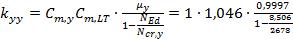 k_yy = C_m,y C_m,LT · μ_y / (1 − N_Ed / N_cr,y) = 1 · 1,046 · 0,9997 / (1 − 8,506 / 2678)